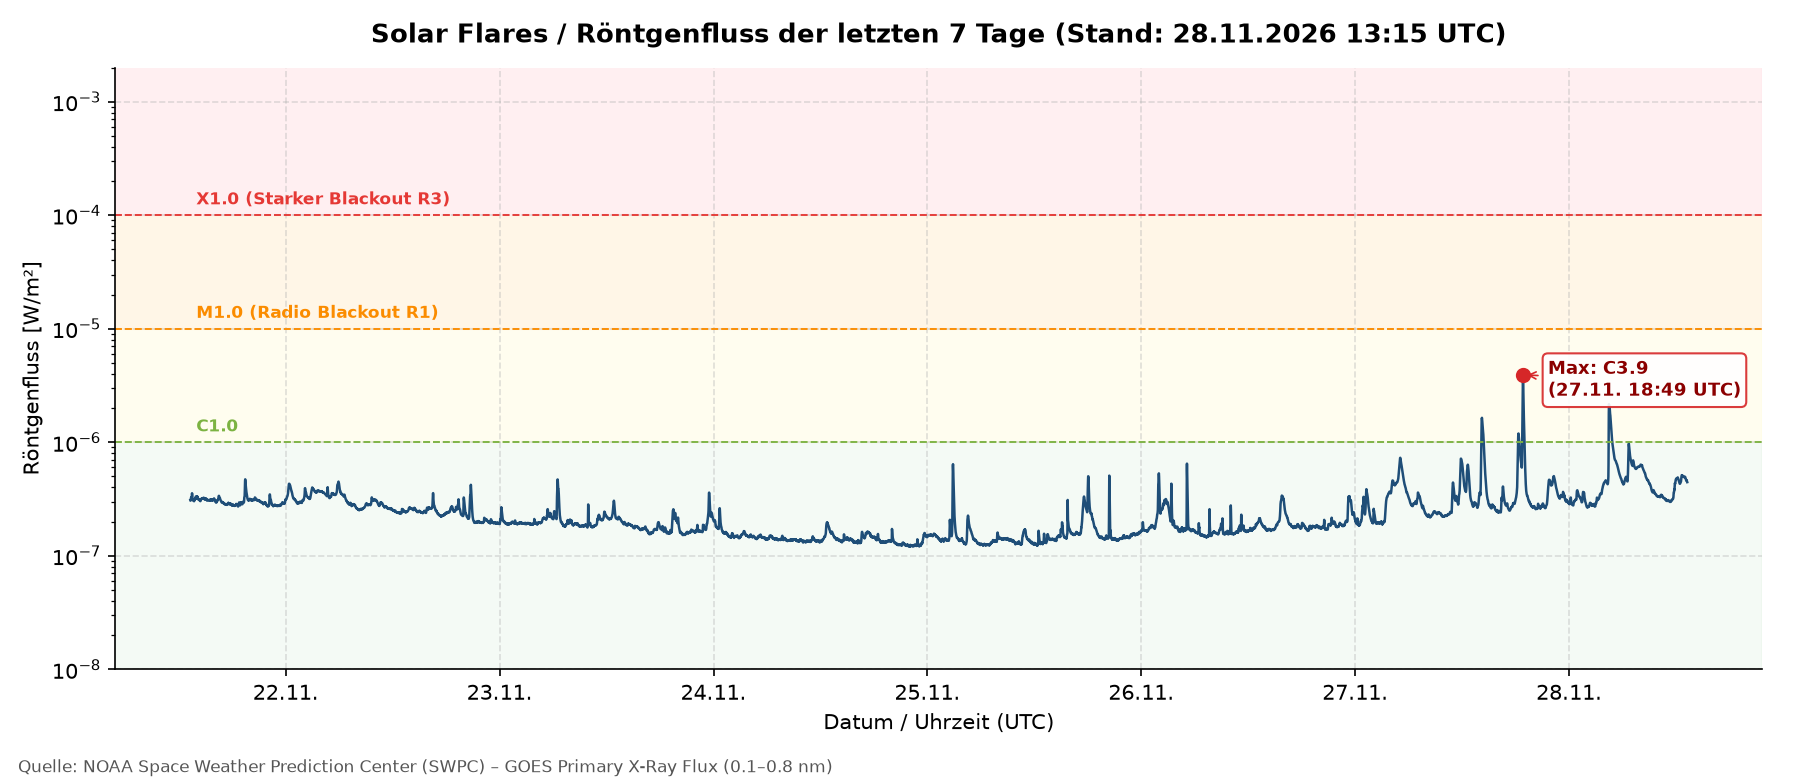 Solar Flares / Röntgenfluss der letzten 7 Tage (Stand: 28.11.2026 13:15 UTC)
10⁻³
X1.0 (Starker Blackout R3)
10⁻⁴
M1.0 (Radio Blackout R1)
10⁻⁵
Max: C3.9
(27.11. 18:49 UTC)
C1.0
10⁻⁶
Röntgenfluss [W/m²]
10⁻⁷
10⁻⁸
22.11. 23.11. 24.11. 25.11. 26.11. 27.11. 28.11.
Datum / Uhrzeit (UTC)
Quelle: NOAA Space Weather Prediction Center (SWPC) – GOES Primary X-Ray Flux (0.1–0.8 nm)